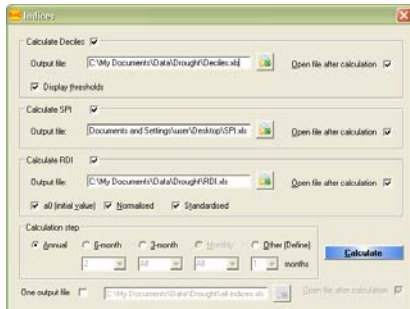 Indices
Calculate Deciles
Output file: C:\My Documents\Data\Drought\Deciles.xls Open file after calculation
Display thresholds
Calculate SPI
Output file: Documents and Settings\user\Desktop\SPI.xls Open file after calculation
Calculate RDI
Output file: C:\My Documents\Data\Drought\RDI.xls Open file after calculation
a0 (initial value) Normalised Standardised
Calculation step
Annual 6-month 3-month Monthly Other (Define)
2 All All 1 months
Calculate
One output file C:\My Documents\Data\Drought\all indices.xls Open file after calculation